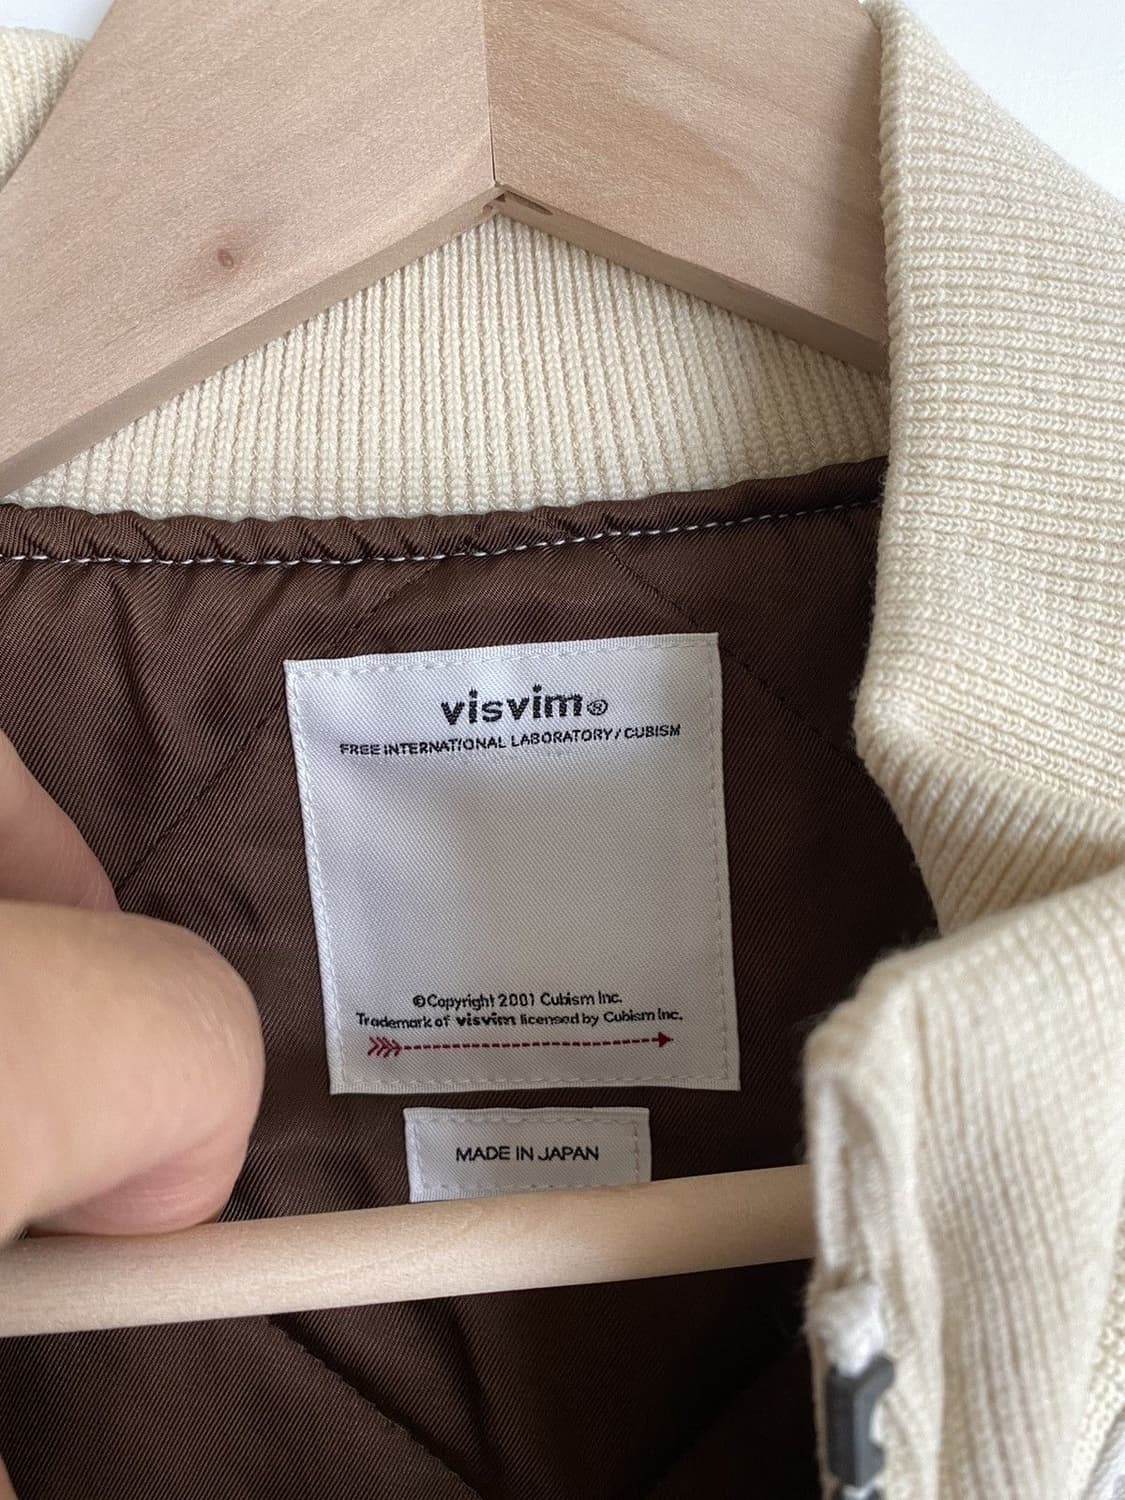 visvim®
FREE INTERNATIONAL LABORATORY / CUBISM
©Copyright 2001 Cubism Inc.
Trademark of visvim licensed by Cubism Inc.
MADE IN JAPAN